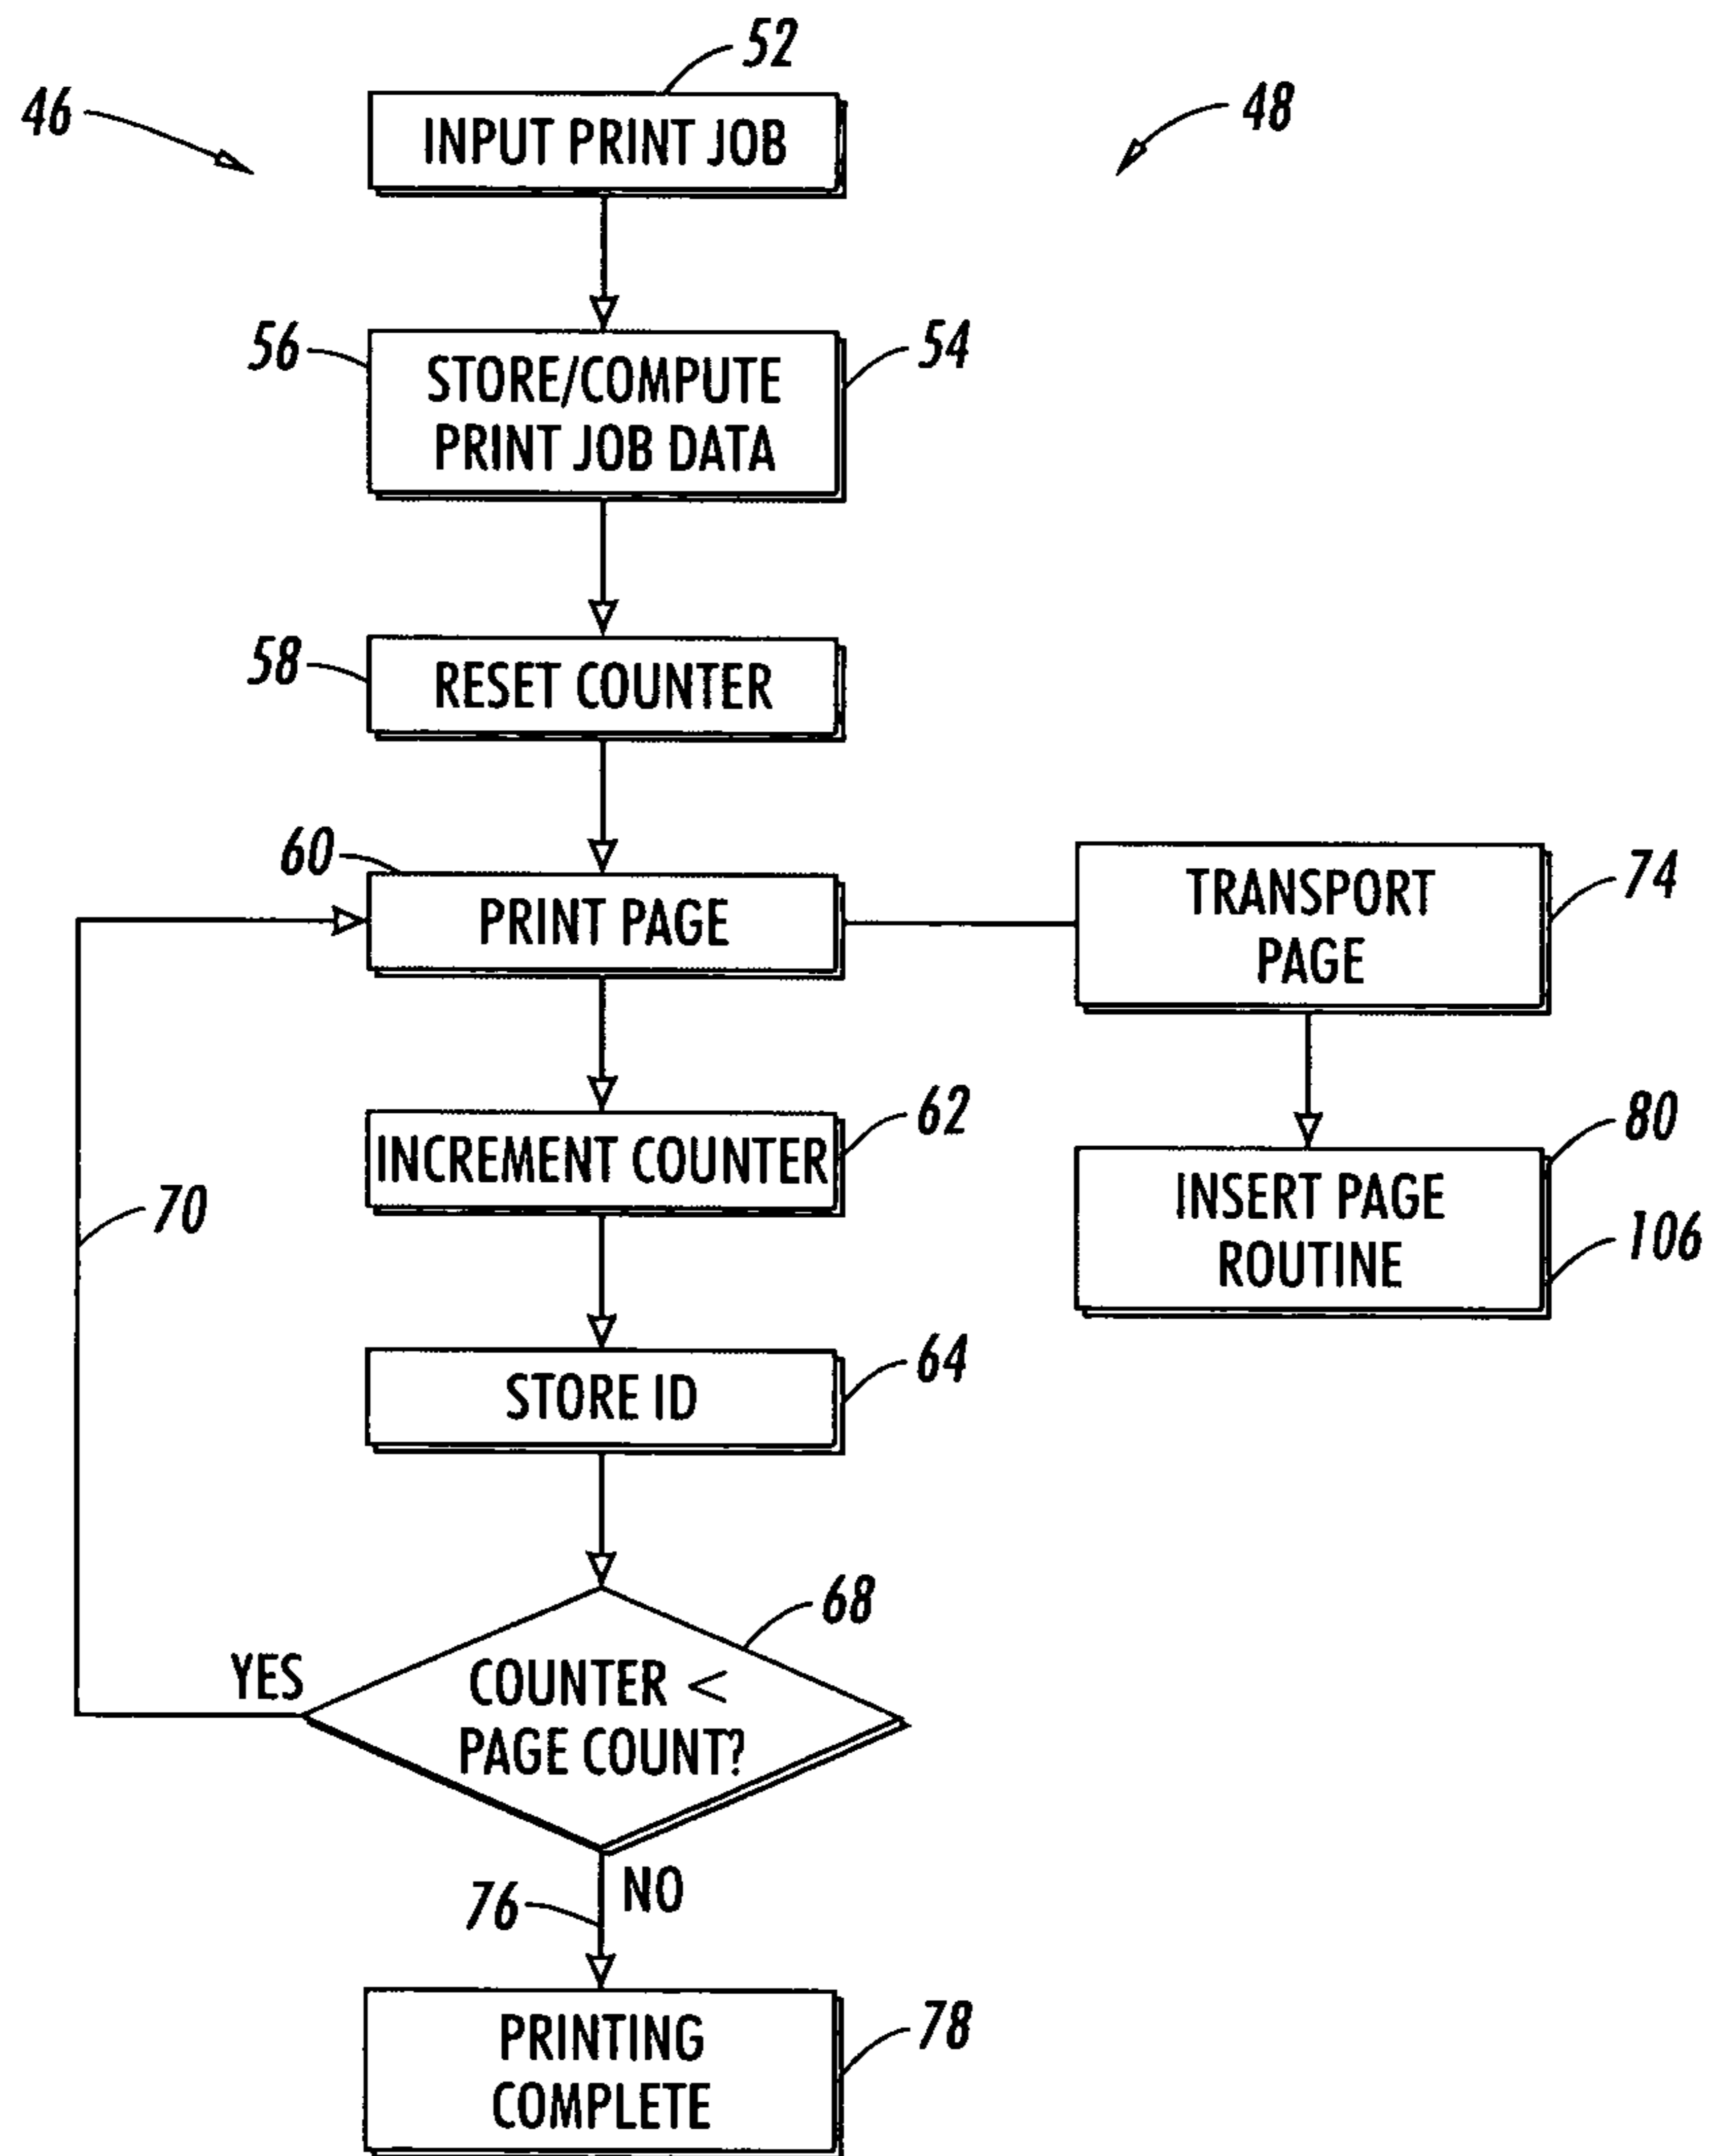 52
46
48
INPUT PRINT JOB
56
54
STORE/COMPUTE
PRINT JOB DATA
58
RESET COUNTER
60
PRINT PAGE
TRANSPORT
PAGE
74
62
INCREMENT COUNTER
80
INSERT PAGE
ROUTINE
106
70
64
STORE ID
68
YES
COUNTER <
PAGE COUNT?
76
NO
78
PRINTING
COMPLETE